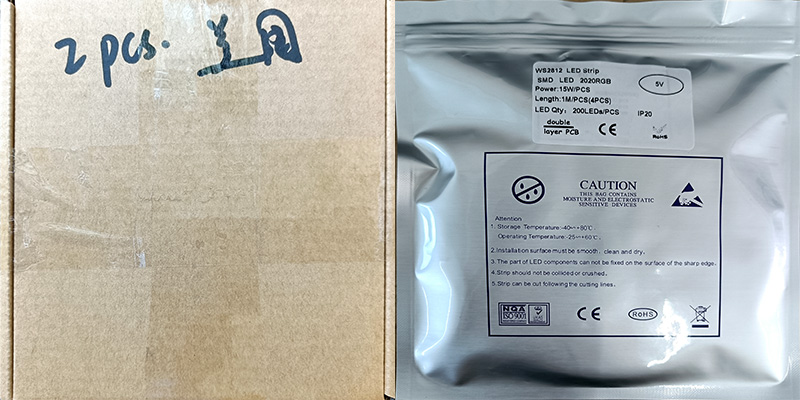 2 pcs. 美国
WS2812 LED Strip
SMD LED 2020RGB
Power:15W/PCS
Length:1M/PCS(4PCS)
LED Qty: 200LEDs/PCS IP20
5V
double
layer PCB
CE
RoHS
CAUTION
THIS BAG CONTAINS
MOISTURE AND ELECTROSTATIC
SENSITIVE DEVICES
Attention
1. Storage Temperature:-40~+80℃
Operating Temperature:-25~+60℃.
2.Installation surface must be smooth, clean and dry.
3.The part of LED components can not be fixed on the surface of the sharp edge.
4.Strip should not be collided or crushed.
5.Strip can be cut following the cutting lines.
NQA
ISO 9001
CE
RoHS